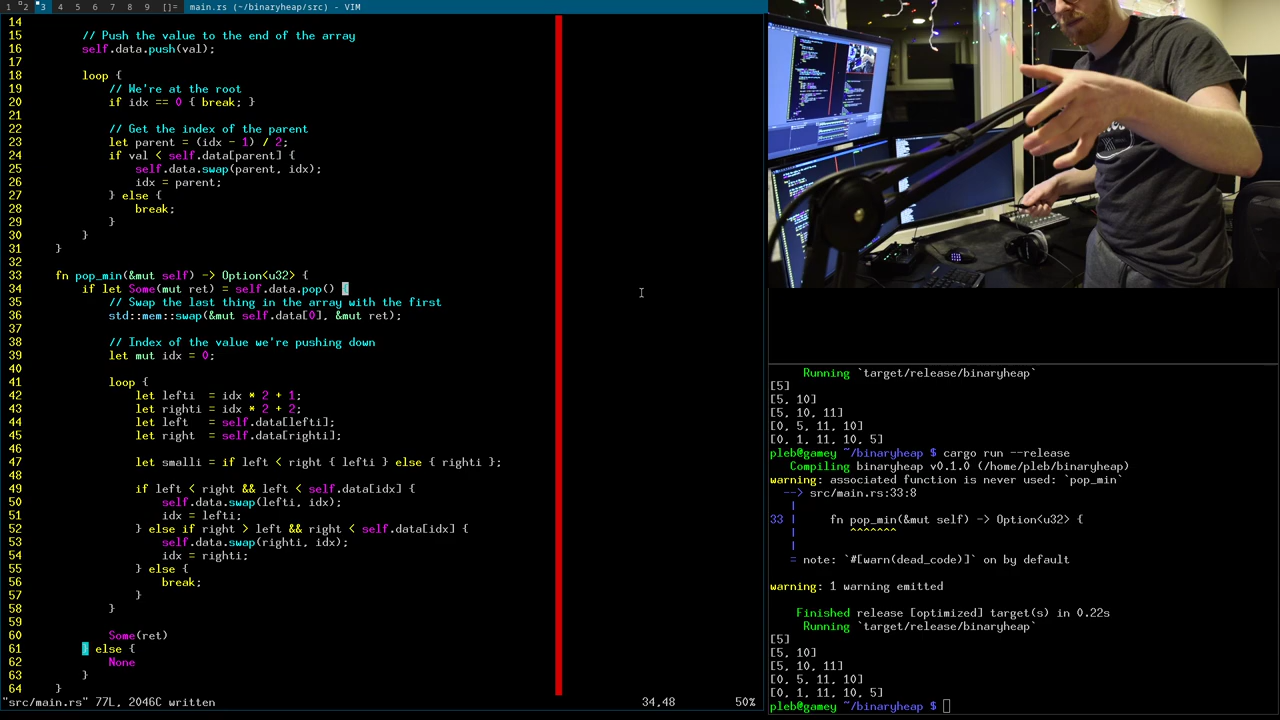 1 2 3 4 5 6 7 8 9 []= main.rs (~/binaryheap/src) - VIM
14
15 // Push the value to the end of the array
16 self.data.push(val);
17
18 loop {
19 // We're at the root
20 if idx == 0 { break; }
21
22 // Get the index of the parent
23 let parent = (idx - 1) / 2;
24 if val < self.data[parent] {
25 self.data.swap(parent, idx);
26 idx = parent;
27 } else {
28 break;
29 }
30 }
31 }
32
33 fn pop_min(&mut self) -> Option<u32> {
34 if let Some(mut ret) = self.data.pop() {
35 // Swap the last thing in the array with the first
36 std::mem::swap(&mut self.data[0], &mut ret);
37
38 // Index of the value we're pushing down
39 let mut idx = 0;
40
41 loop {
42 let lefti  = idx * 2 + 1;
43 let righti = idx * 2 + 2;
44 let left   = self.data[lefti];
45 let right  = self.data[righti];
46
47 let smalli = if left < right { lefti } else { righti };
48
49 if left < right && left < self.data[idx] {
50 self.data.swap(lefti, idx);
51 idx = lefti;
52 } else if right > left && right < self.data[idx] {
53 self.data.swap(righti, idx);
54 idx = righti;
55 } else {
56 break;
57 }
58 }
59
60 Some(ret)
61 } else {
62 None
63 }
64 }
"src/main.rs" 77L, 2046C written 34,48 50%
Running `target/release/binaryheap`
[5]
[5, 10]
[5, 10, 11]
[0, 5, 11, 10]
[0, 1, 11, 10, 5]
pleb@gamey ~/binaryheap $ cargo run --release
Compiling binaryheap v0.1.0 (/home/pleb/binaryheap)
warning: associated function is never used: `pop_min`
--> src/main.rs:33:8
|
33 | fn pop_min(&mut self) -> Option<u32> {
| ^^^^^^^
|
= note: `#[warn(dead_code)]` on by default
warning: 1 warning emitted
Finished release [optimized] target(s) in 0.22s
Running `target/release/binaryheap`
[5]
[5, 10]
[5, 10, 11]
[0, 5, 11, 10]
[0, 1, 11, 10, 5]
pleb@gamey ~/binaryheap $